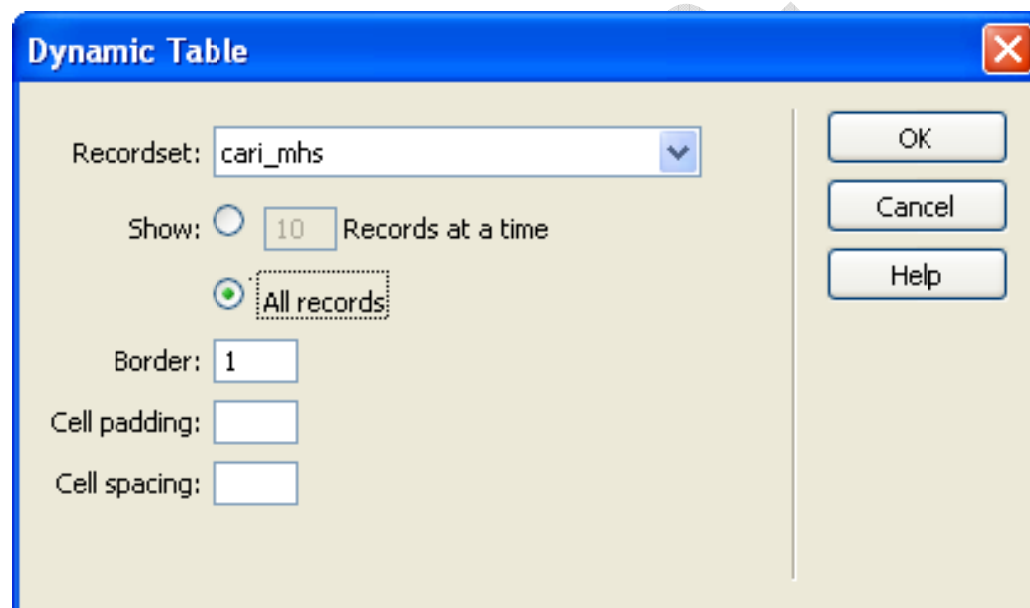 Dynamic Table
Recordset: cari_mhs
Show: 10 Records at a time
All records
Border: 1
Cell padding:
Cell spacing:
OK
Cancel
Help